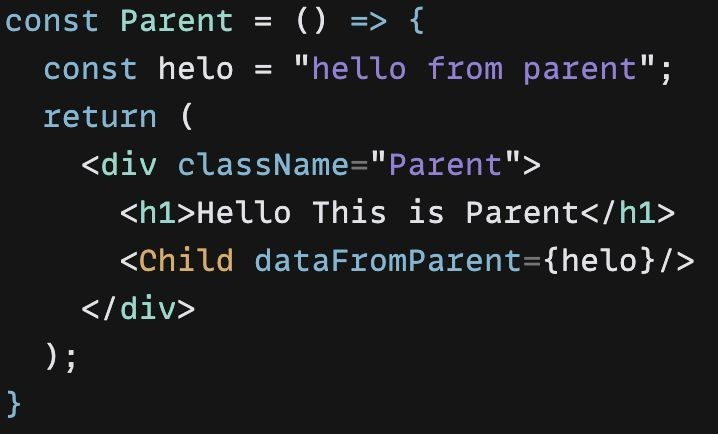 const Parent = () => {
  const helo = "hello from parent";
  return (
    <div className="Parent">
      <h1>Hello This is Parent</h1>
      <Child dataFromParent={helo}/>
    </div>
  );
}